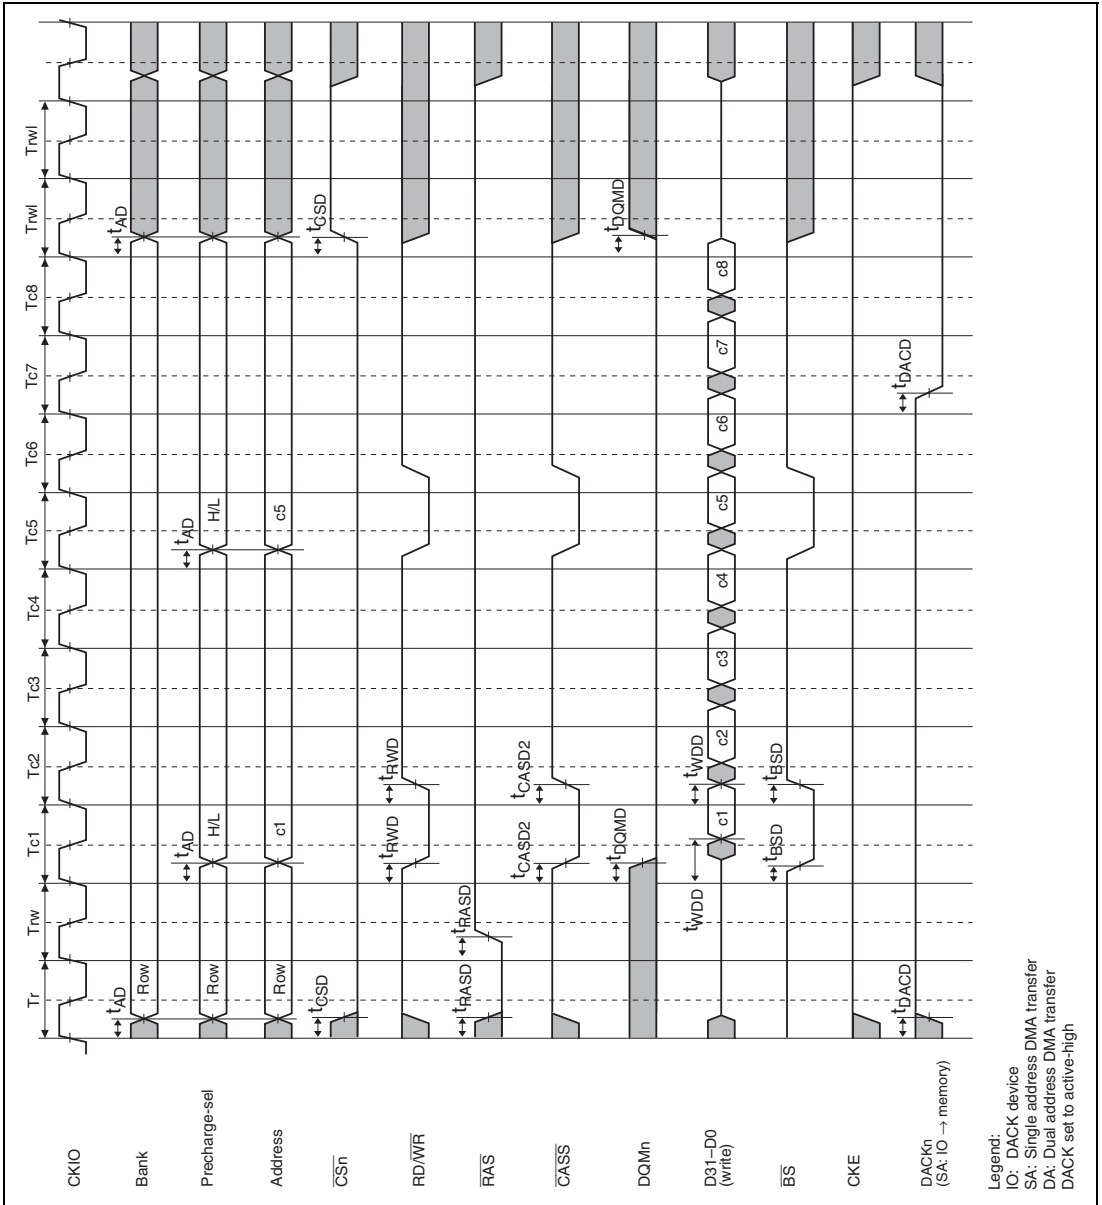 Tr Trw Tc1 Tc2 Tc3 Tc4 Tc5 Tc6 Tc7 Tc8 Trwl Trwl
CKIO
tAD tAD
Bank Row
tAD tAD
Precharge-sel Row H/L H/L
Address Row c1 c5
tCSD tCSD
CSn
tRWD tRWD
RD/WR
tRASD tRASD
RAS
tCASD2 tCASD2
CASS
tDQMD tDQMD
DQMn
tWDD tWDD
D31–D0
(write)
c1 c2 c3 c4 c5 c6 c7 c8
tBSD tBSD
BS
CKE
tDACD tDACD
DACKn
(SA: IO → memory)
Legend:
IO: DACK device
SA: Single address DMA transfer
DA: Dual address DMA transfer
DACK set to active-high